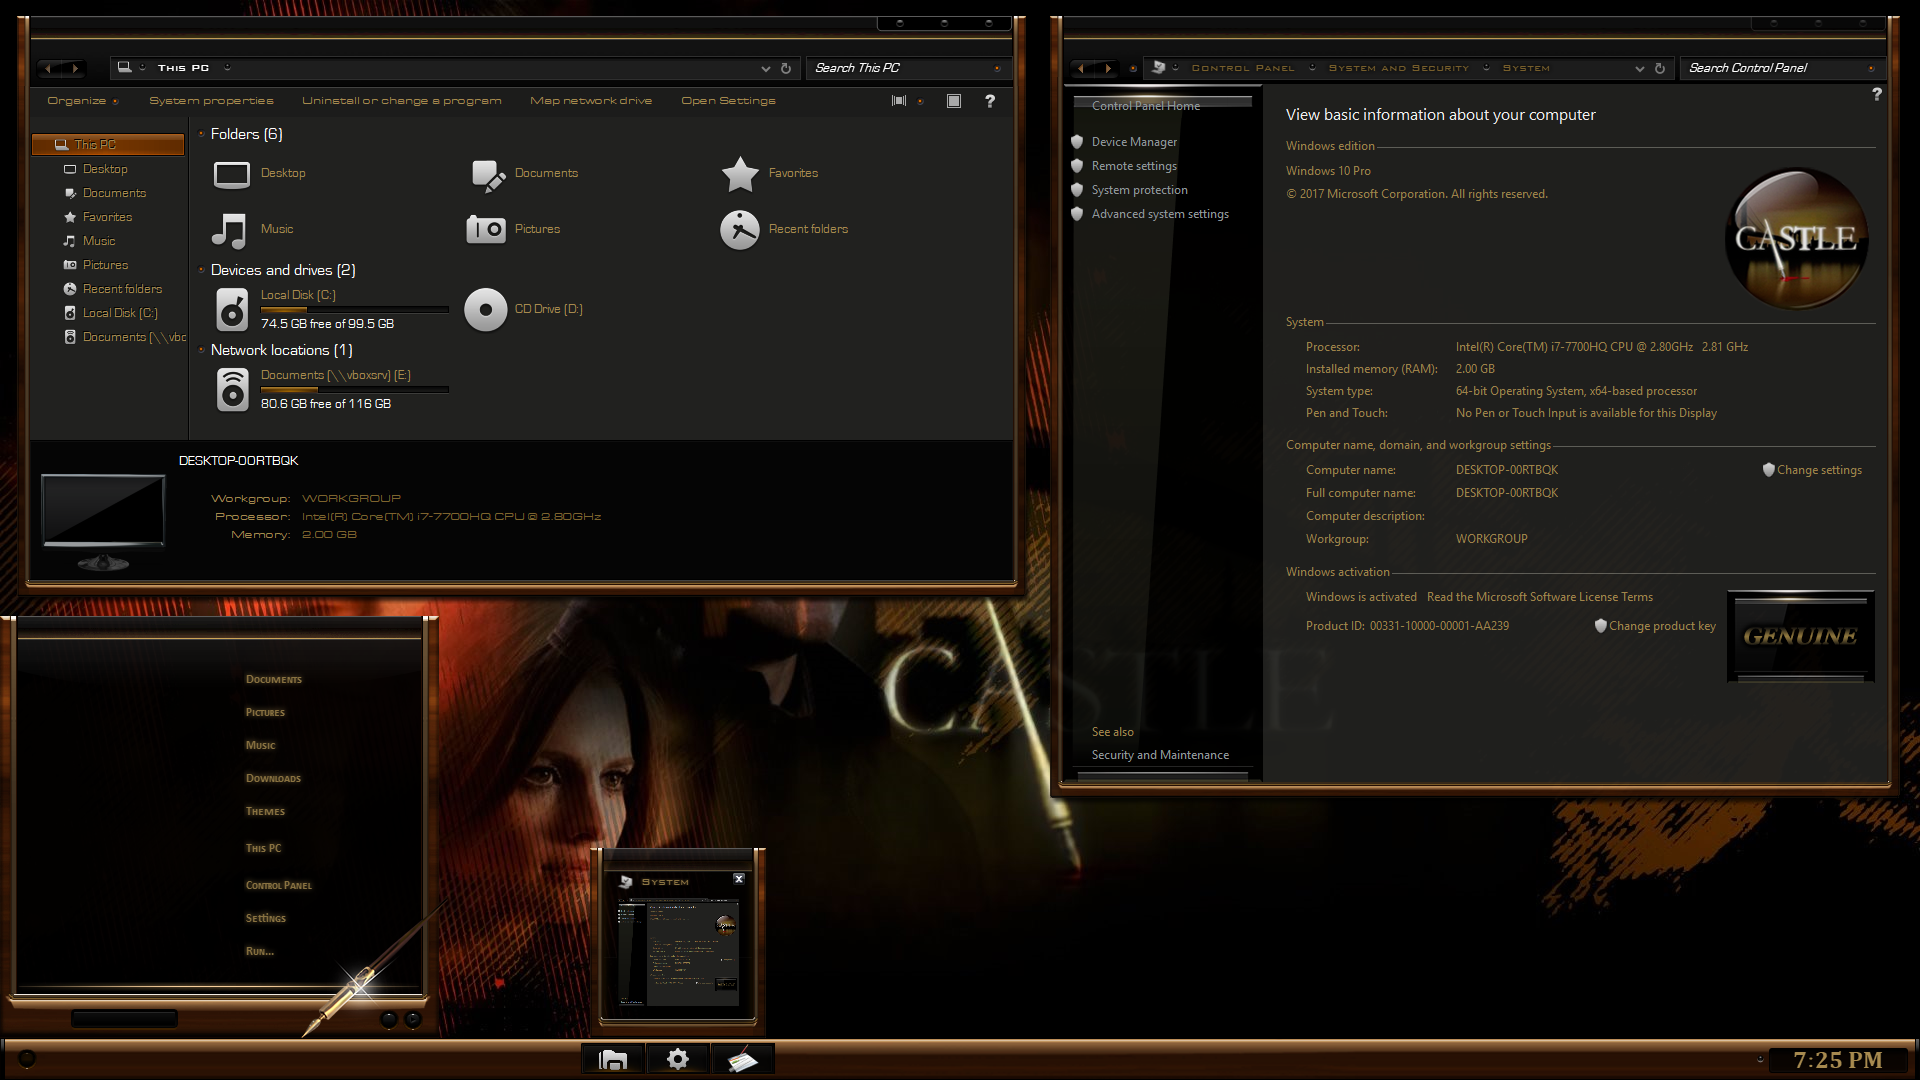 This PC
Search This PC
Organize
System properties
Uninstall or change a program
Map network drive
Open Settings
?
This PC
Desktop
Documents
Favorites
Music
Pictures
Recent folders
Local Disk (C:)
Documents (\\vbo
Folders (6)
Desktop
Documents
Favorites
Music
Pictures
Recent folders
Devices and drives (2)
Local Disk (C:)
74.5 GB free of 99.5 GB
CD Drive (D:)
Network locations (1)
Documents (\\vboxsrv) (E:)
80.6 GB free of 116 GB
DESKTOP-00RTBQK
Workgroup: WORKGROUP
Processor: Intel(R) Core(TM) i7-7700HQ CPU @ 2.80GHz
Memory: 2.00 GB
Control Panel
System and Security
System
Search Control Panel
?
Control Panel Home
Device Manager
Remote settings
System protection
Advanced system settings
See also
Security and Maintenance
View basic information about your computer
Windows edition
Windows 10 Pro
© 2017 Microsoft Corporation. All rights reserved.
CASTLE
System
Processor: Intel(R) Core(TM) i7-7700HQ CPU @ 2.80GHz 2.81 GHz
Installed memory (RAM): 2.00 GB
System type: 64-bit Operating System, x64-based processor
Pen and Touch: No Pen or Touch Input is available for this Display
Computer name, domain, and workgroup settings
Computer name: DESKTOP-00RTBQK
Change settings
Full computer name: DESKTOP-00RTBQK
Computer description:
Workgroup: WORKGROUP
Windows activation
Windows is activated Read the Microsoft Software License Terms
Product ID: 00331-10000-00001-AA239
Change product key
GENUINE
CASTLE
Documents
Pictures
Music
Downloads
Themes
This PC
Control Panel
Settings
Run...
System
7:25 PM